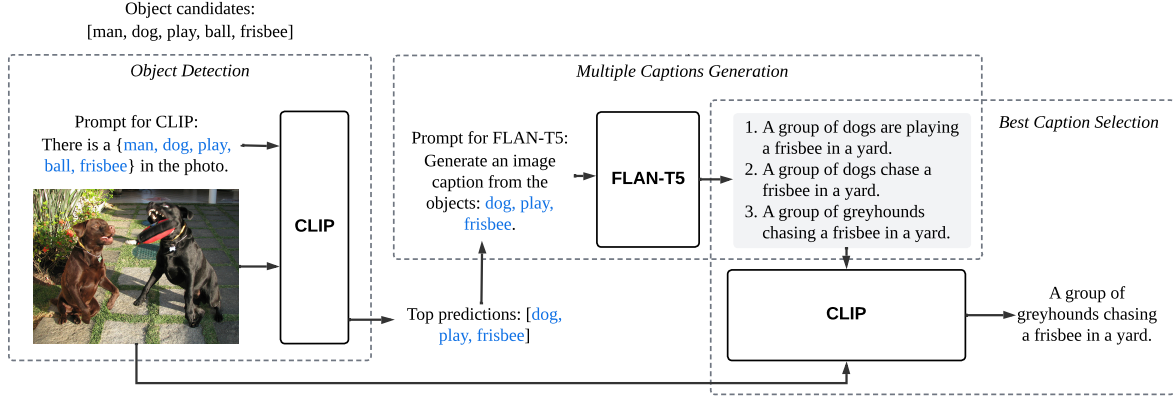 Object candidates:
[man, dog, play, ball, frisbee]
Object Detection
Prompt for CLIP:
There is a {man, dog, play,
ball, frisbee} in the photo.
CLIP
Multiple Captions Generation
Prompt for FLAN-T5:
Generate an image
caption from the
objects: dog, play,
frisbee.
FLAN-T5
Top predictions: [dog,
play, frisbee]
Best Caption Selection
1. A group of dogs are playing
a frisbee in a yard.
2. A group of dogs chase a
frisbee in a yard.
3. A group of greyhounds
chasing a frisbee in a yard.
CLIP
A group of
greyhounds chasing
a frisbee in a yard.